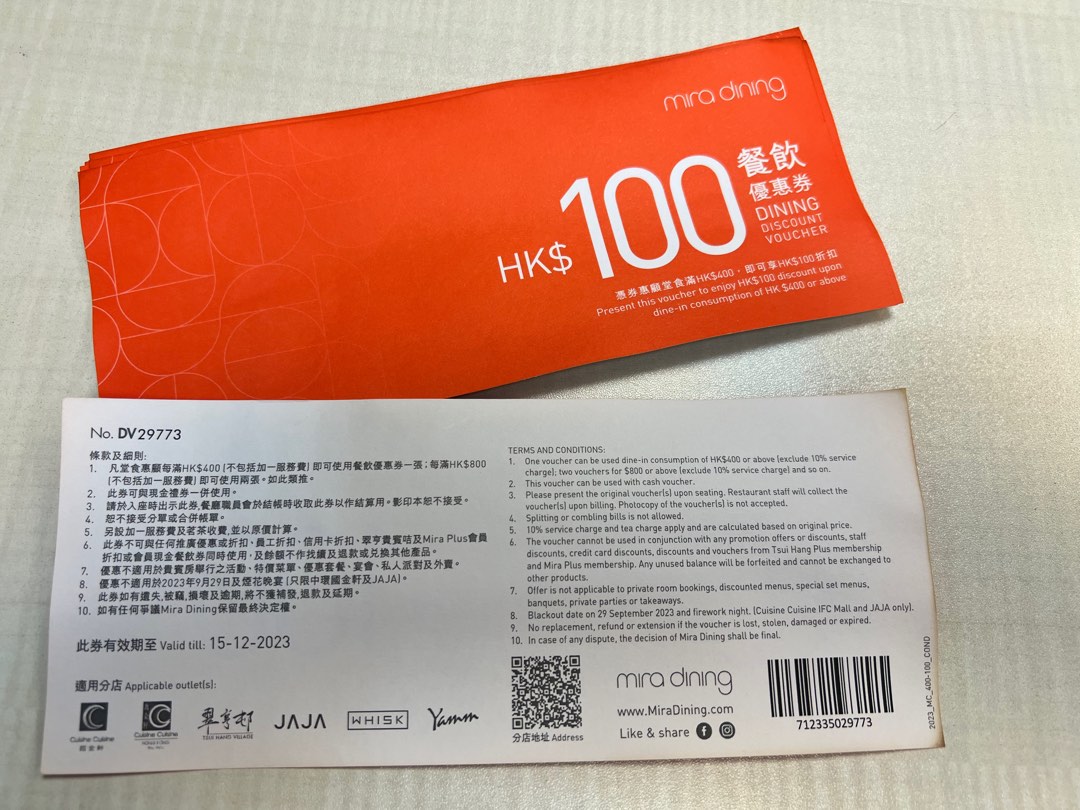 mira dining
HK$100
餐飲
優惠券
DINING
DISCOUNT
VOUCHER
憑券惠顧堂食滿HK$400，即可享HK$100折扣
Present this voucher to enjoy HK$100 discount upon
dine-in consumption of HK $400 or above
No. DV29773
條款及細則:
1. 凡堂食惠顧每滿HK$400 (不包括加一服務費) 即可使用餐飲優惠券一張；每滿HK$800
(不包括加一服務費) 即可使用兩張。如此類推。
2. 此券可與現金禮券一併使用。
3. 請於入座時出示此券，餐廳職員會於結帳時收取此券以作結算用。影印本恕不接受。
4. 恕不接受分單或合併帳單。
5. 另設加一服務費及茗茶收費，並以原價計算。
6. 此券不可與任何推廣優惠或折扣、員工折扣、信用卡折扣、翠亨貴賓咭及Mira Plus會員
折扣或會員現金餐飲券同時使用、及餘額不作找續及退款或兌換其他產品。
7. 優惠不適用於貴賓房舉行之活動、特價菜單、優惠套餐、宴會、私人派對及外賣。
8. 優惠不適用於2023年9月29日及煙花晚宴 (只限中環國金軒及JAJA)。
9. 此券如有遺失，被竊，損壞及逾期，將不獲補發，退款及延期。
10. 如有任何爭議Mira Dining保留最終決定權。
此券有效期至 Valid till: 15-12-2023
適用分店 Applicable outlet(s):
Cuisine Cuisine
國金軒
Cuisine Cuisine
翠亨邨
TSUI HANG VILLAGE
JAJA
WHISK
Yamm
TERMS AND CONDITIONS:
1. One voucher can be used dine-in consumption of HK$400 or above (exclude 10% service
charge); two vouchers for $800 or above (exclude 10% service charge) and so on.
2. This voucher can be used with cash voucher.
3. Please present the original voucher(s) upon seating. Restaurant staff will collect the
voucher(s) upon billing. Photocopy of the voucher(s) is not accepted.
4. Splitting or combling bills is not allowed.
5. 10% service charge and tea charge apply and are calculated based on original price.
6. The voucher cannot be used in conjunction with any promotion offers or discounts, staff
discounts, credit card discounts, discounts and vouchers from Tsui Hang Plus membership
and Mira Plus membership. Any unused balance will be forfeited and cannot be exchanged to
other products.
7. Offer is not applicable to private room bookings, discounted menus, special set menus,
banquets, private parties or takeaways.
8. Blackout date on 29 September 2023 and firework night. (Cuisine Cuisine IFC Mall and JAJA only).
9. No replacement, refund or extension if the voucher is lost, stolen, damaged or expired.
10. In case of any dispute, the decision of Mira Dining shall be final.
分店地址 Address
mira dining
www.MiraDining.com
Like & share
712335029773
2023_MIC_400-100_COND